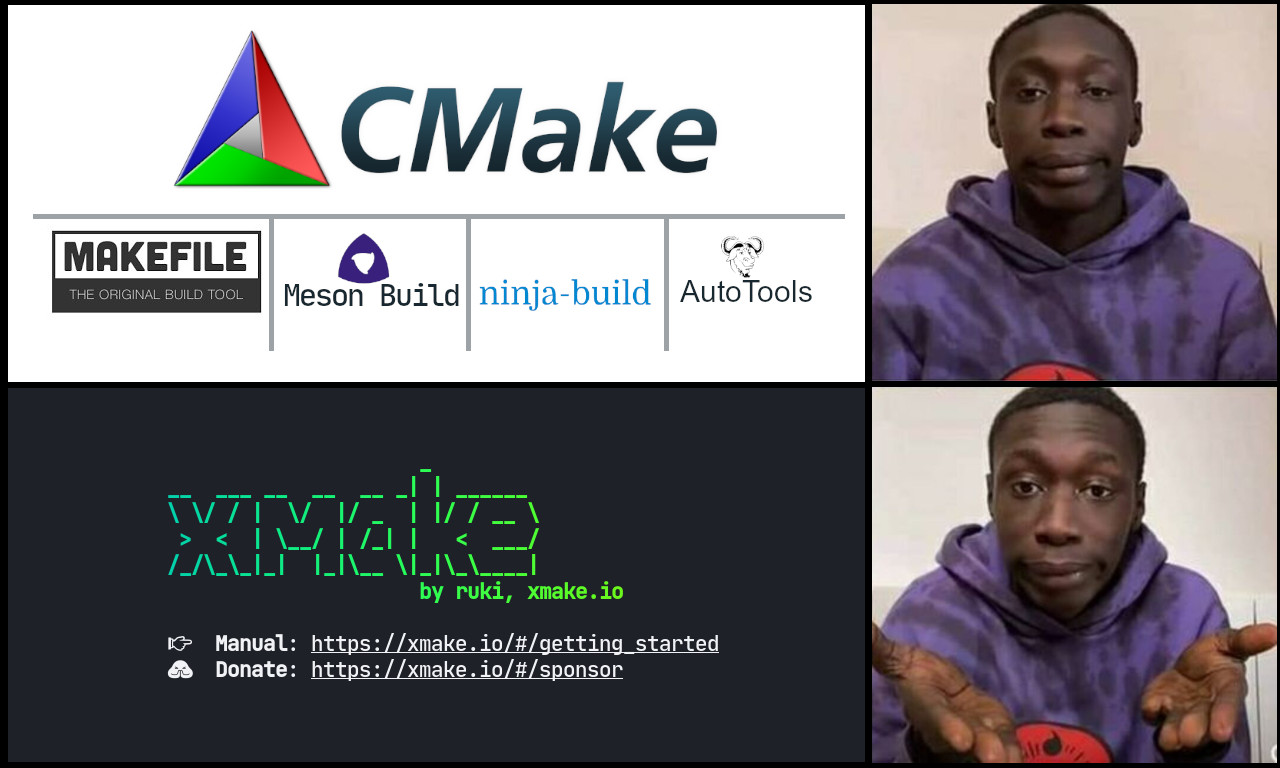 CMake
MAKEFILE
THE ORIGINAL BUILD TOOL
Meson Build
ninja-build
AutoTools
XMake
by ruki, xmake.io
Manual: https://xmake.io/#/getting_started
Donate: https://xmake.io/#/sponsor